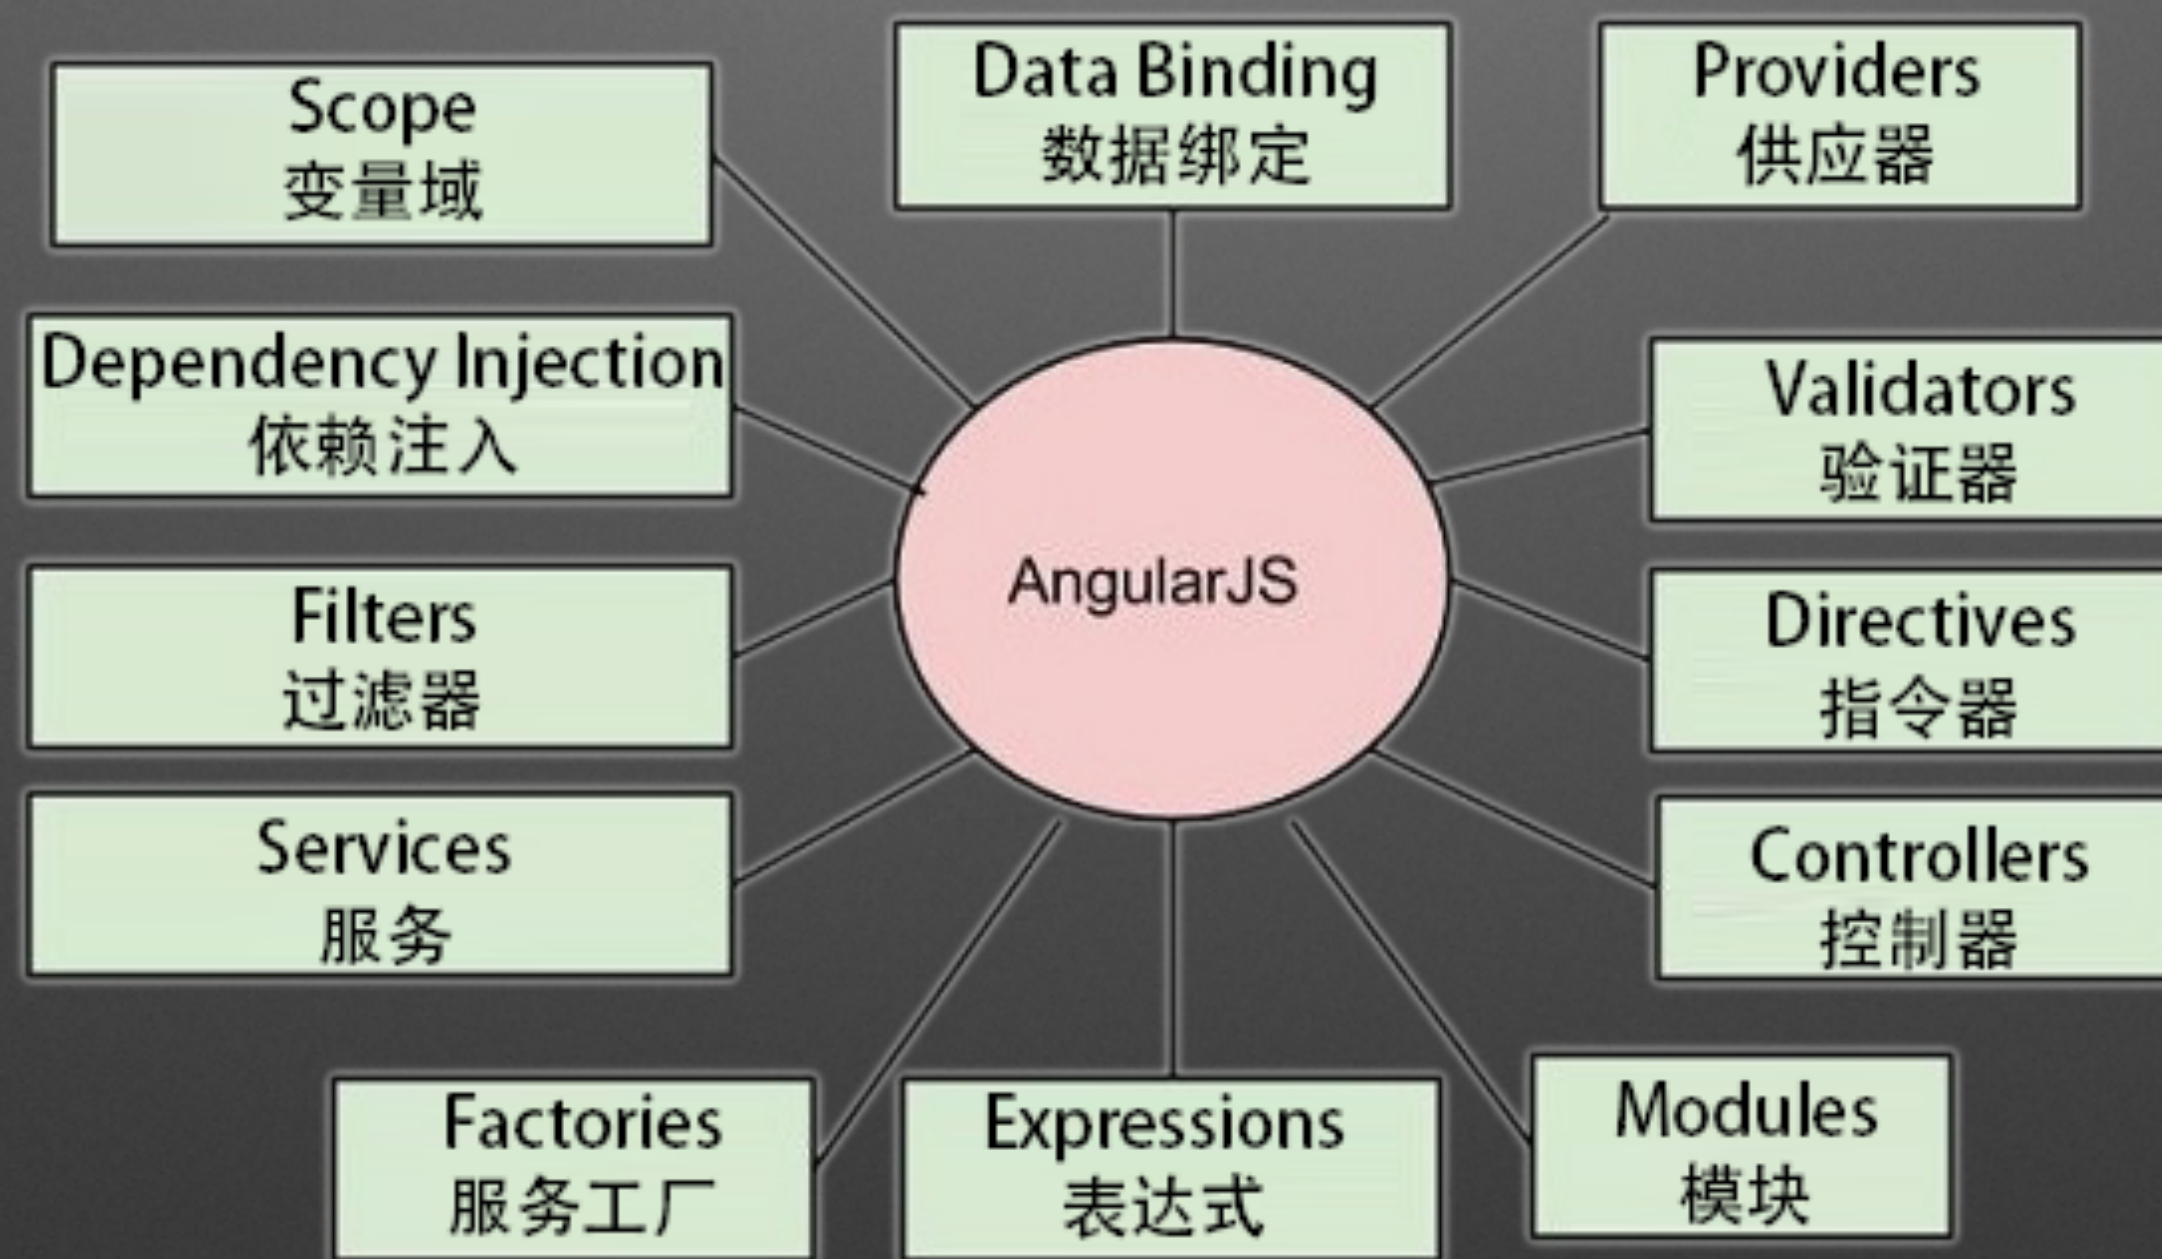 Scope
变量域
Data Binding
数据绑定
Providers
供应器
Dependency Injection
依赖注入
Validators
验证器
AngularJS
Filters
过滤器
Directives
指令器
Services
服务
Controllers
控制器
Factories
服务工厂
Expressions
表达式
Modules
模块